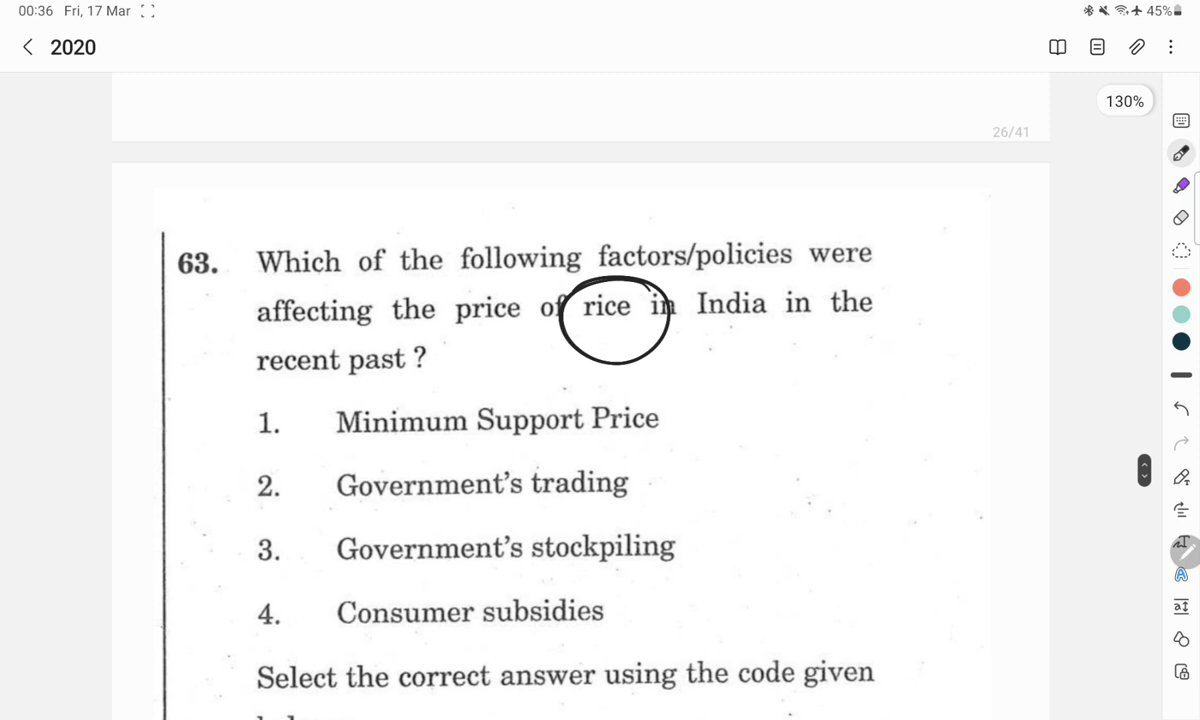 00:36 Fri, 17 Mar
45%
2020
130%
26/41
63. Which of the following factors/policies were
affecting the price of rice in India in the
recent past ?
1. Minimum Support Price
2. Government's trading
3. Government's stockpiling
4. Consumer subsidies
Select the correct answer using the code given